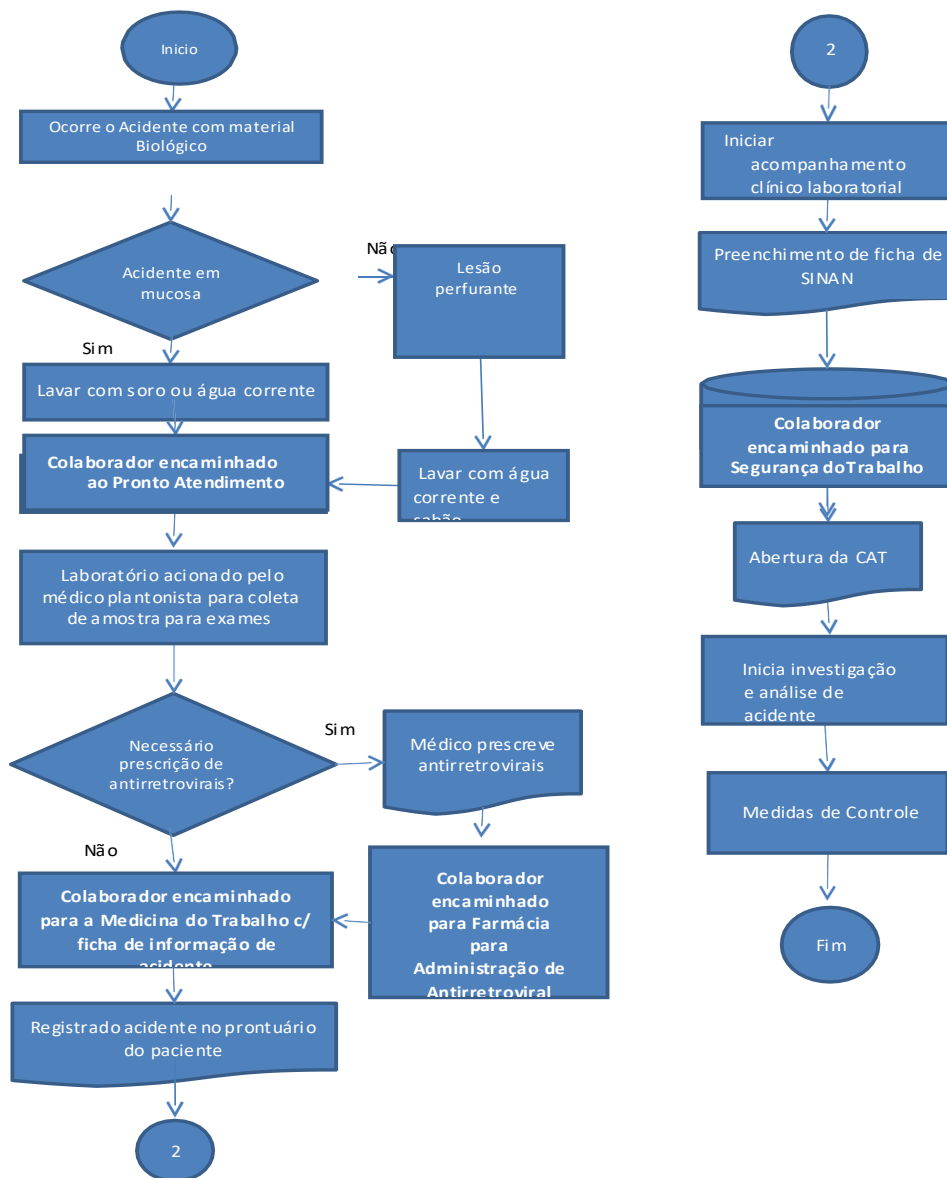 Inicio
Ocorre o Acidente com material
Biológico
Acidente em
mucosa
Não
Lesão
perfurante
Sim
Lavar com soro ou água corrente
Colaborador encaminhado
ao Pronto Atendimento
Lavar com água
corrente e
sabão
Laboratório acionado pelo
médico plantonista para coleta
de amostra para exames
Necessário
prescrição de
antirretrovirais?
Sim
Médico prescreve
antirretrovirais
Não
Colaborador encaminhado
para a Medicina do Trabalho c/
ficha de informação de
acidente
Colaborador
encaminhado
para Farmácia
para
Administração de
Antirretroviral
Registrado acidente no prontuário
do paciente
2
2
Iniciar
acompanhamento
clínico laboratorial
Preenchimento de ficha de
SINAN
Colaborador
encaminhado para
Segurança do Trabalho
Abertura da CAT
Inicia investigação
e análise de
acidente
Medidas de Controle
Fim